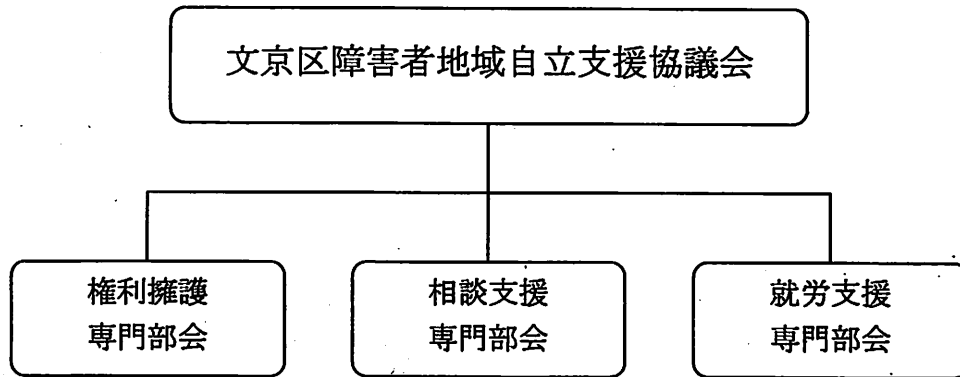 文京区障害者地域自立支援協議会
権利擁護
専門部会
相談支援
専門部会
就労支援
専門部会